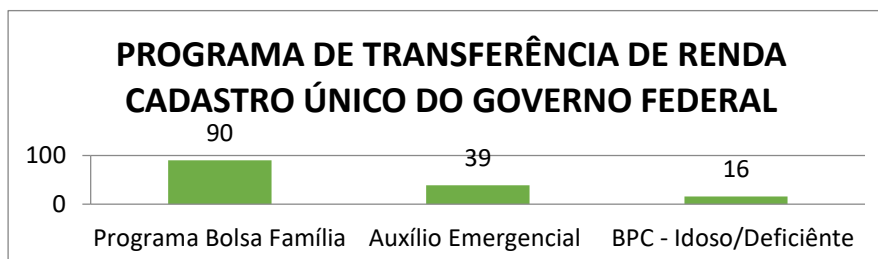 PROGRAMA DE TRANSFERÊNCIA DE RENDA
CADASTRO ÚNICO DO GOVERNO FEDERAL
90
39
16
100
0
Programa Bolsa Família
Auxílio Emergencial
BPC - Idoso/Deficiênte